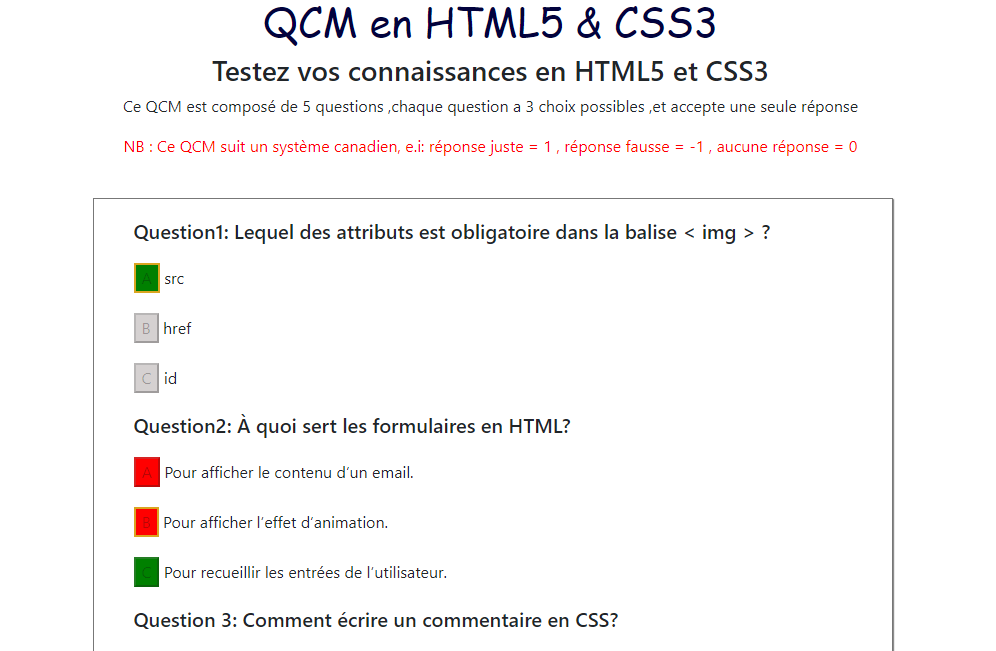 QCM en HTML5 & CSS3
Testez vos connaissances en HTML5 et CSS3
Ce QCM est composé de 5 questions ,chaque question a 3 choix possibles ,et accepte une seule réponse
NB : Ce QCM suit un système canadien, e.i: réponse juste = 1 , réponse fausse = -1 , aucune réponse = 0
Question1: Lequel des attributs est obligatoire dans la balise < img > ?
A src
B href
C id
Question2: À quoi sert les formulaires en HTML?
A Pour afficher le contenu d’un email.
B Pour afficher l’effet d’animation.
C Pour recueillir les entrées de l’utilisateur.
Question 3: Comment écrire un commentaire en CSS?